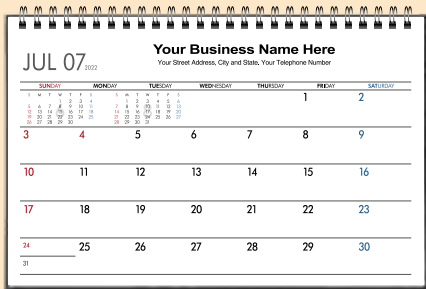 JUL 07 2022
Your Business Name Here
Your Street Address, City and State, Your Telephone Number
SUNDAY MONDAY TUESDAY WEDNESDAY THURSDAY FRIDAY SATURDAY
S M T W T F S S M T W T F S
1 2
3 4 5 6 7 8 9
10 11 12 13 14 15 16
17 18 19 20 21 22 23
24 25 26 27 28 29 30
31